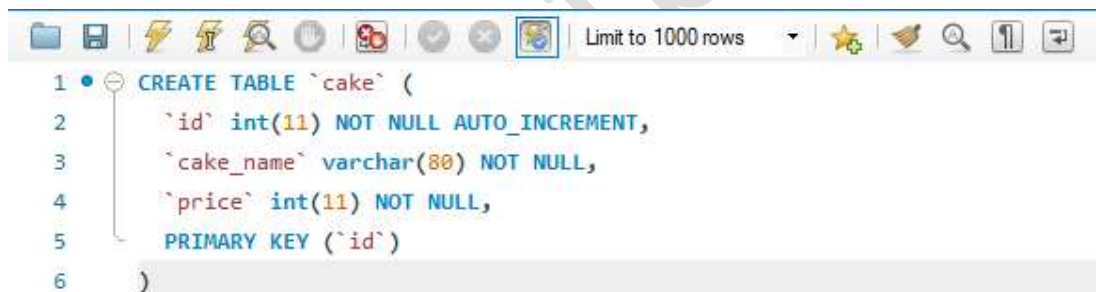 Limit to 1000 rows
1 CREATE TABLE `cake` (
2 `id` int(11) NOT NULL AUTO_INCREMENT,
3 `cake_name` varchar(80) NOT NULL,
4 `price` int(11) NOT NULL,
5 PRIMARY KEY (`id`)
6 )